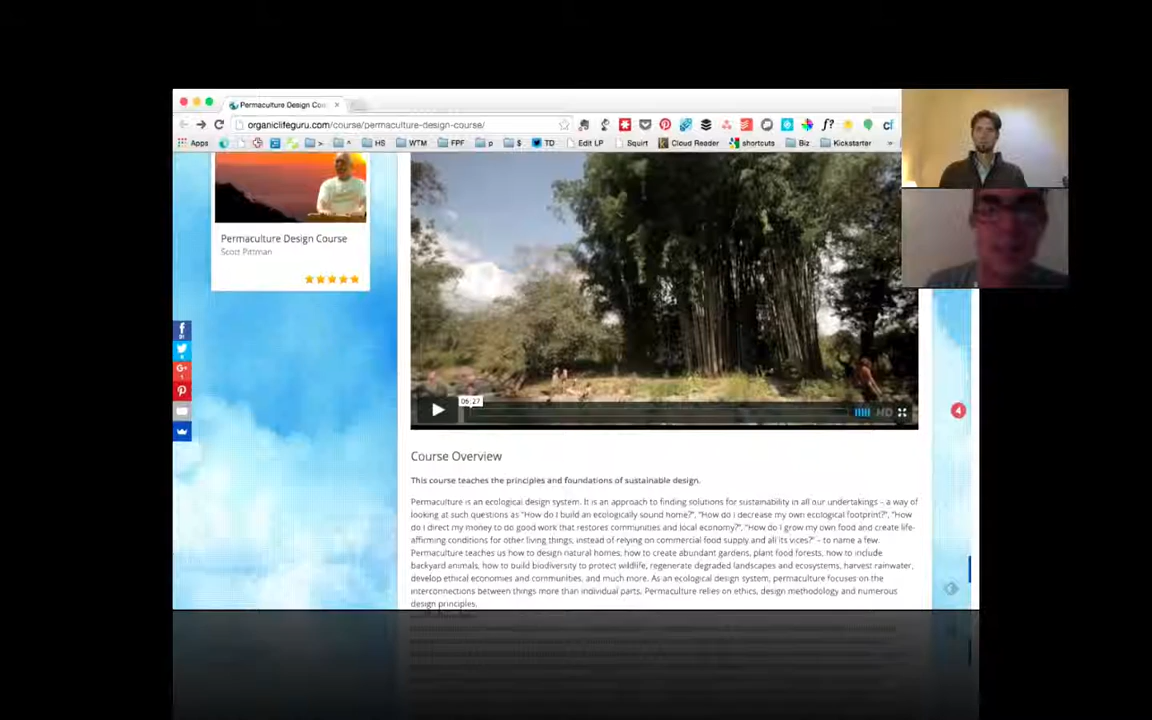 Permaculture Design Cou
organiclifeguru.com/course/permaculture-design-course/
f?
Apps
>
^
HS
WTM
FPF
p
$
TD
Edit LP
Squirt
Cloud Reader
shortcuts
Biz
Kickstarter
»
Permaculture Design Course
Scott Pittman
06:27
HD
4
Course Overview
This course teaches the principles and foundations of sustainable design.
Permaculture is an ecological design system. It is an approach to finding solutions for sustainability in all our undertakings – a way of
looking at such questions as "How do I build an ecologically sound home?", "How do I decrease my own ecological footprint?", "How
do I direct my money to do good work that restores communities and local economy?", "How do I grow my own food and create life-
affirming conditions for other living things, instead of relying on commercial food supply and all its vices?" – to name a few.
Permaculture teaches us how to design natural homes, how to create abundant gardens, plant food forests, how to include
backyard animals, how to build biodiversity to protect wildlife, regenerate degraded landscapes and ecosystems, harvest rainwater,
develop ethical economies and communities, and much more. As an ecological design system, permaculture focuses on the
interconnections between things more than individual parts. Permaculture relies on ethics, design methodology and numerous
design principles.